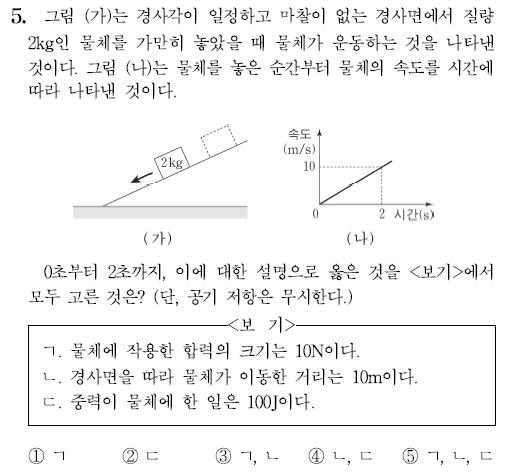 5. 그림 (가)는 경사각이 일정하고 마찰이 없는 경사면에서 질량
2kg인 물체를 가만히 놓았을 때 물체가 운동하는 것을 나타낸
것이다. 그림 (나)는 물체를 놓은 순간부터 물체의 속도를 시간에
따라 나타낸 것이다.
2kg
(가)
속도
(m/s)
10
0
2 시간(s)
(나)
0초부터 2초까지, 이에 대한 설명으로 옳은 것을 <보기>에서
모두 고른 것은? (단, 공기 저항은 무시한다.)
<보 기>
ㄱ. 물체에 작용한 합력의 크기는 10N이다.
ㄴ. 경사면을 따라 물체가 이동한 거리는 10m이다.
ㄷ. 중력이 물체에 한 일은 100J이다.
① ㄱ ② ㄷ ③ ㄱ, ㄴ ④ ㄴ, ㄷ ⑤ ㄱ, ㄴ, ㄷ